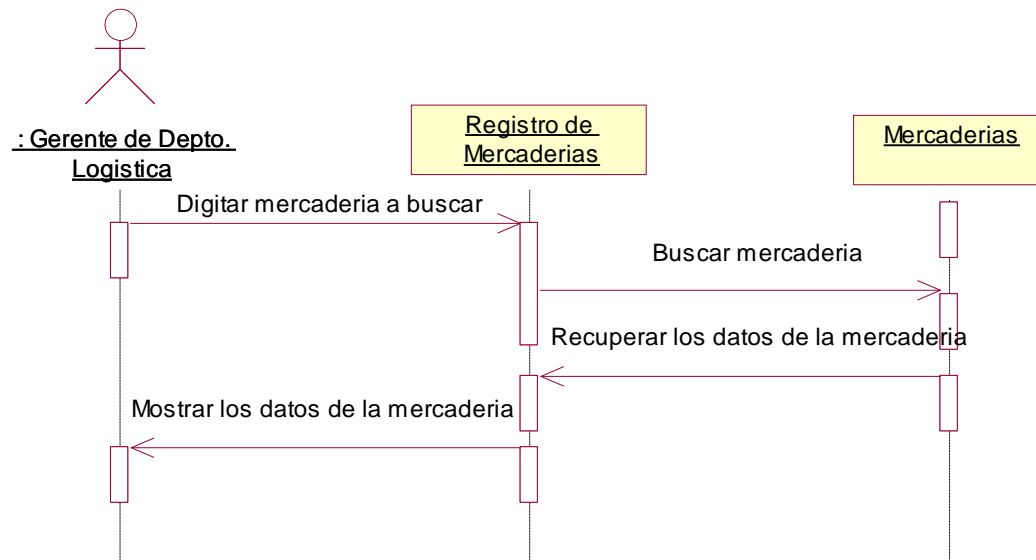 : Gerente de Depto.
Logistica
Registro de
Mercaderias
Mercaderias
Digitar mercaderia a buscar
Buscar mercaderia
Recuperar los datos de la mercaderia
Mostrar los datos de la mercaderia